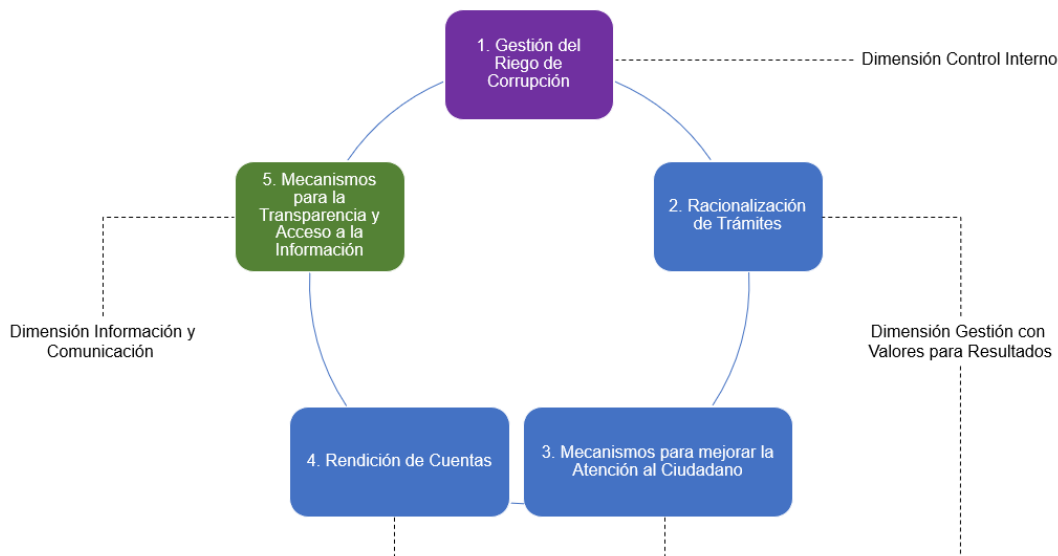 1. Gestión del
Riego de
Corrupción
Dimensión Control Interno
5. Mecanismos
para la
Transparencia y
Acceso a la
Información
2. Racionalización
de Trámites
Dimensión Información y
Comunicación
Dimensión Gestión con
Valores para Resultados
4. Rendición de Cuentas
3. Mecanismos para mejorar la
Atención al Ciudadano